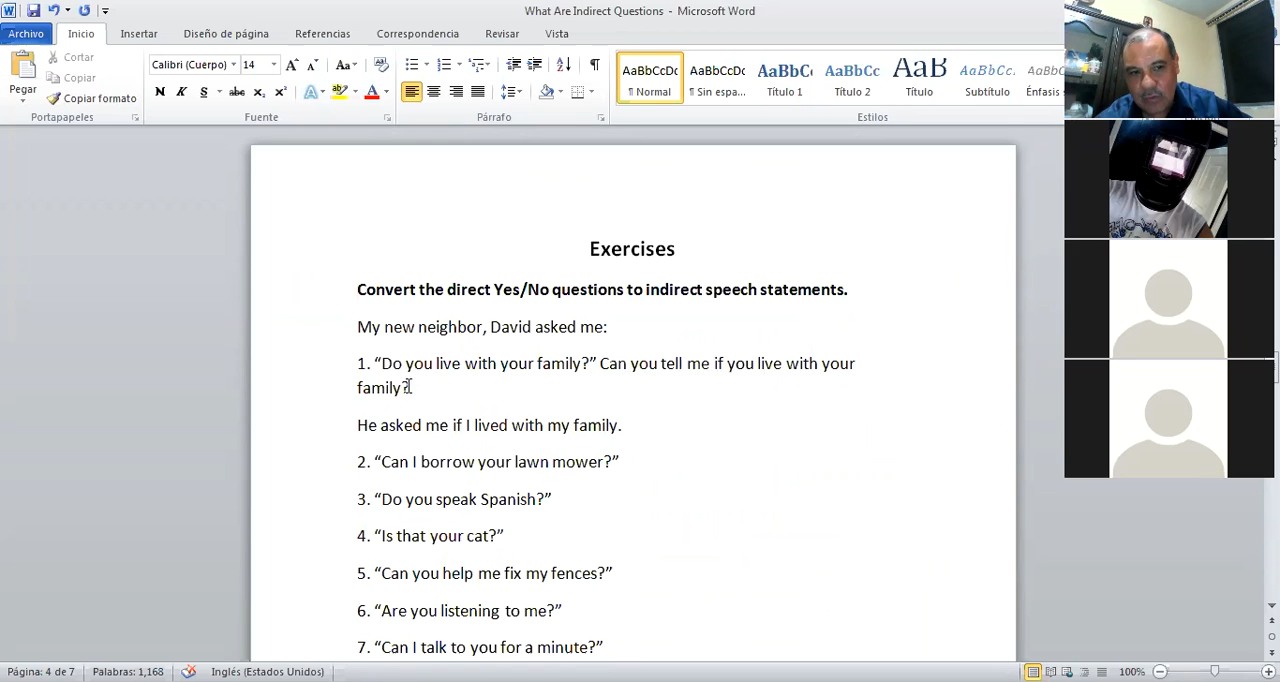 What Are Indirect Questions - Microsoft Word
Archivo Inicio Insertar Diseño de página Referencias Correspondencia Revisar Vista
Pegar
Cortar
Copiar
Copiar formato
Portapapeles
Calibri (Cuerpo) 14
N K S abc x₂ x² A A
Aa
Fuente
Párrafo
AaBbCcDc
¶ Normal
AaBbCcDc
¶ Sin espa...
AaBbC
Título 1
AaBbCc
Título 2
AaB
Título
AaBbCc.
Subtítulo
AaBbCc
Énfasis
Estilos
Exercises
Convert the direct Yes/No questions to indirect speech statements.
My new neighbor, David asked me:
1. “Do you live with your family?” Can you tell me if you live with your
family?
He asked me if I lived with my family.
2. “Can I borrow your lawn mower?”
3. “Do you speak Spanish?”
4. “Is that your cat?”
5. “Can you help me fix my fences?”
6. “Are you listening to me?”
7. “Can I talk to you for a minute?”
Página: 4 de 7 Palabras: 1,168 Inglés (Estados Unidos) 100%